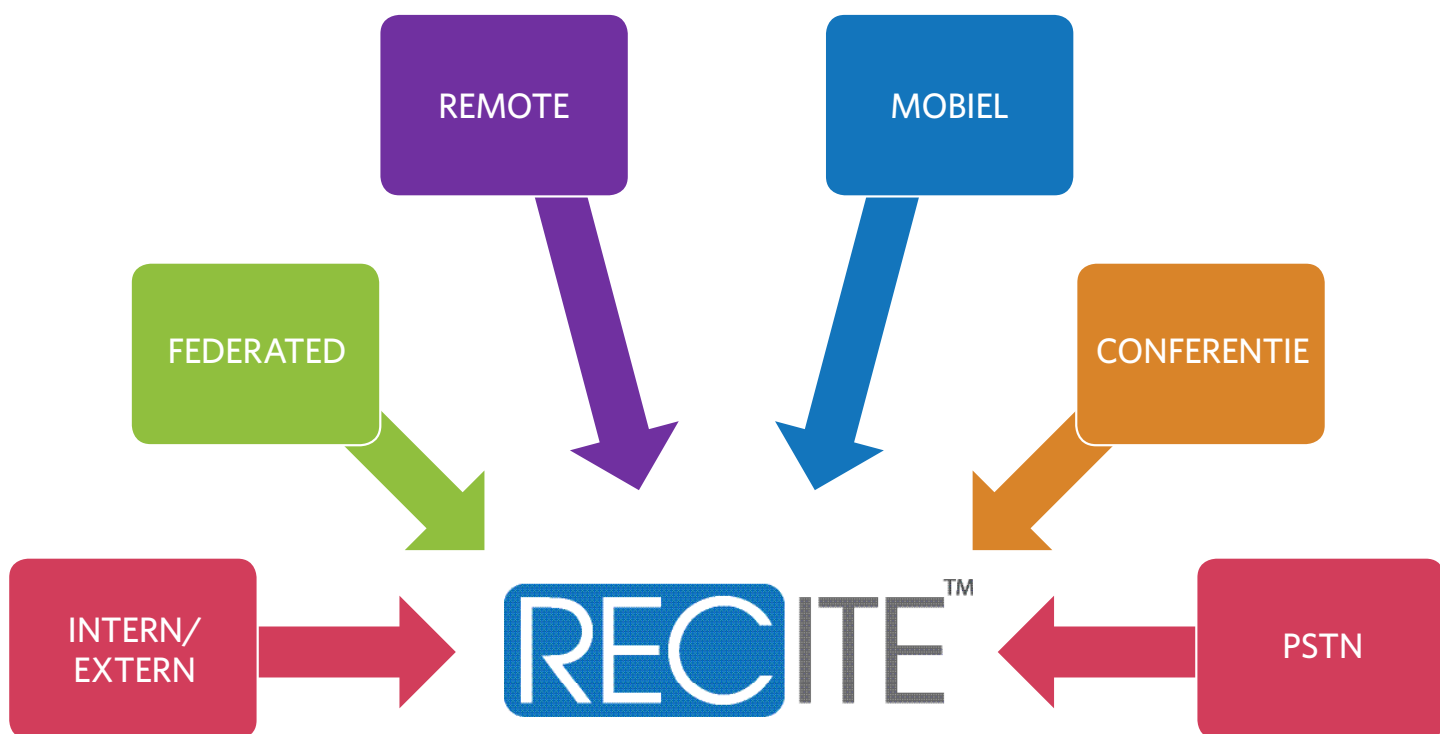 REMOTE
MOBIEL
FEDERATED
CONFERENTIE
INTERN/
EXTERN
RECITE™
PSTN